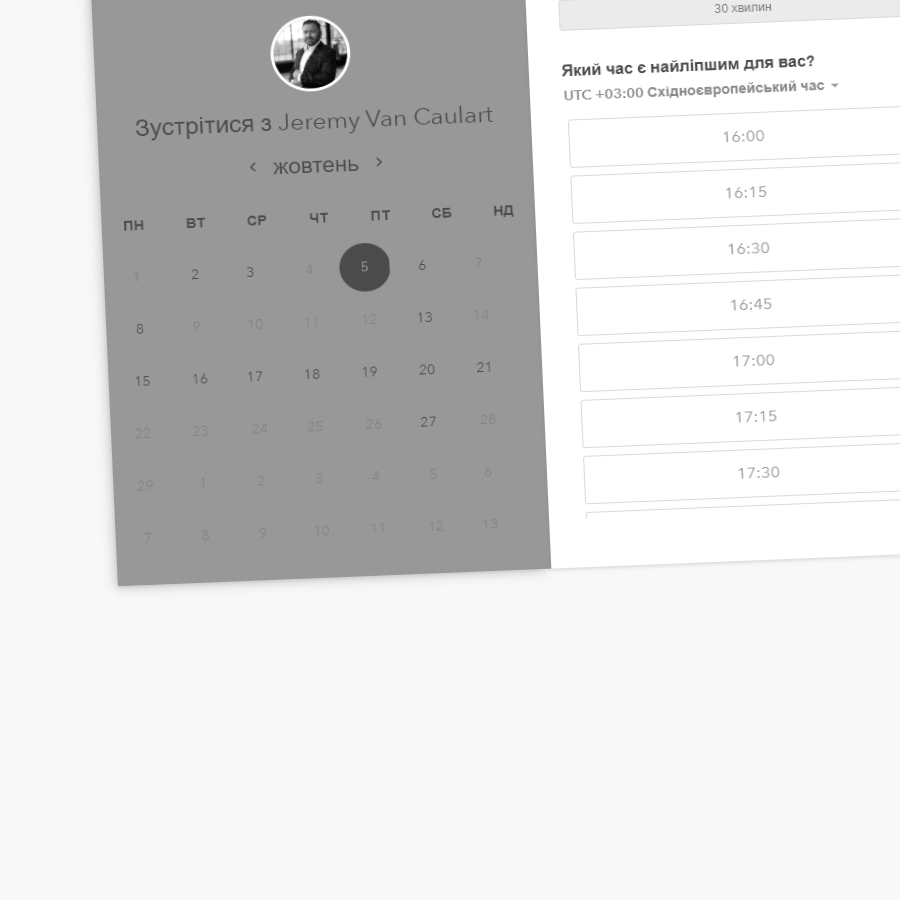 Зустрітися з Jeremy Van Caulart
жовтень
ПН ВТ СР ЧТ ПТ СБ НД
1 2 3 4 5 6 7
8 9 10 11 12 13 14
15 16 17 18 19 20 21
22 23 24 25 26 27 28
29 1 2 3 4 5 6
7 8 9 10 11 12 13
30 хвилин
Який час є найліпшим для вас?
UTC +03:00 Східноєвропейський час
16:00
16:15
16:30
16:45
17:00
17:15
17:30